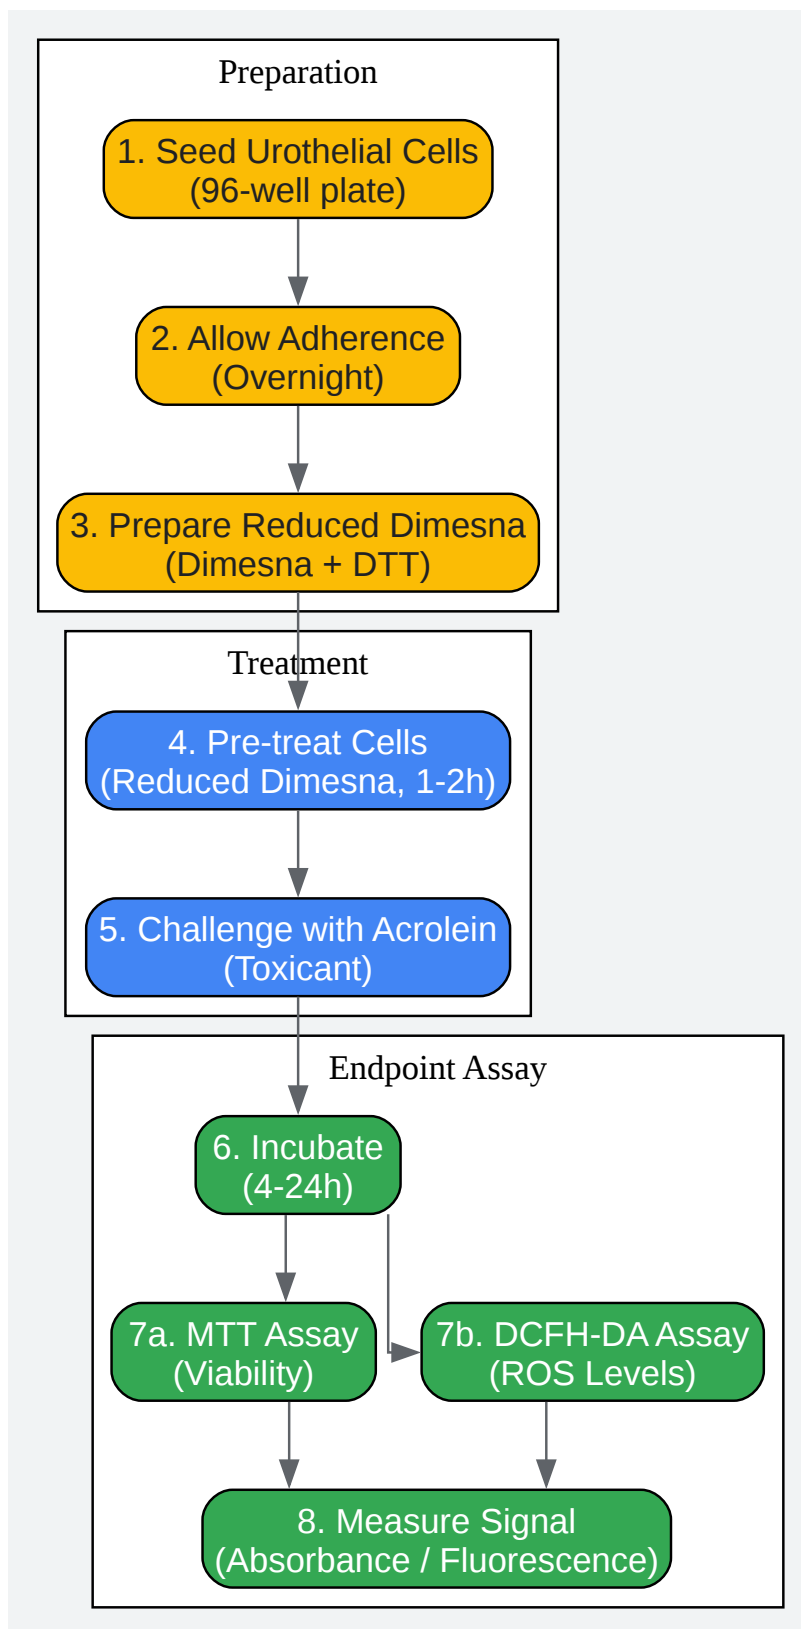 Preparation
1. Seed Urothelial Cells
(96-well plate)
2. Allow Adherence
(Overnight)
3. Prepare Reduced Dimesna
(Dimesna + DTT)
Treatment
4. Pre-treat Cells
(Reduced Dimesna, 1-2h)
5. Challenge with Acrolein
(Toxicant)
Endpoint Assay
6. Incubate
(4-24h)
7a. MTT Assay
(Viability)
7b. DCFH-DA Assay
(ROS Levels)
8. Measure Signal
(Absorbance / Fluorescence)